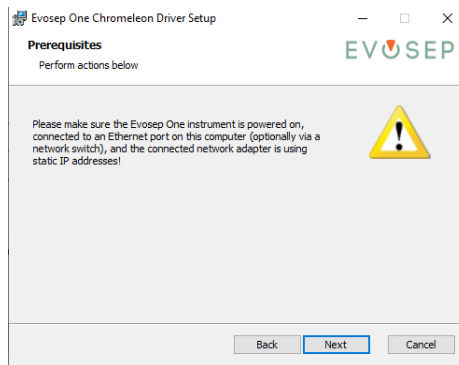 Evosep One Chromeleon Driver Setup
Prerequisites
EVOSEP
Perform actions below
Please make sure the Evosep One instrument is powered on,
connected to an Ethernet port on this computer (optionally via a
network switch), and the connected network adapter is using
static IP addresses!
Back Next Cancel